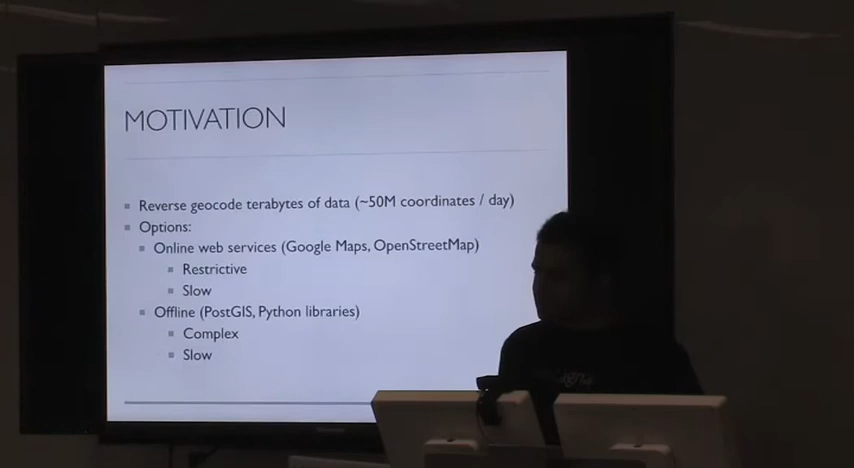 MOTIVATION
Reverse geocode terabytes of data (~50M coordinates / day)
Options:
Online web services (Google Maps, OpenStreetMap)
Restrictive
Slow
Offline (PostGIS, Python libraries)
Complex
Slow